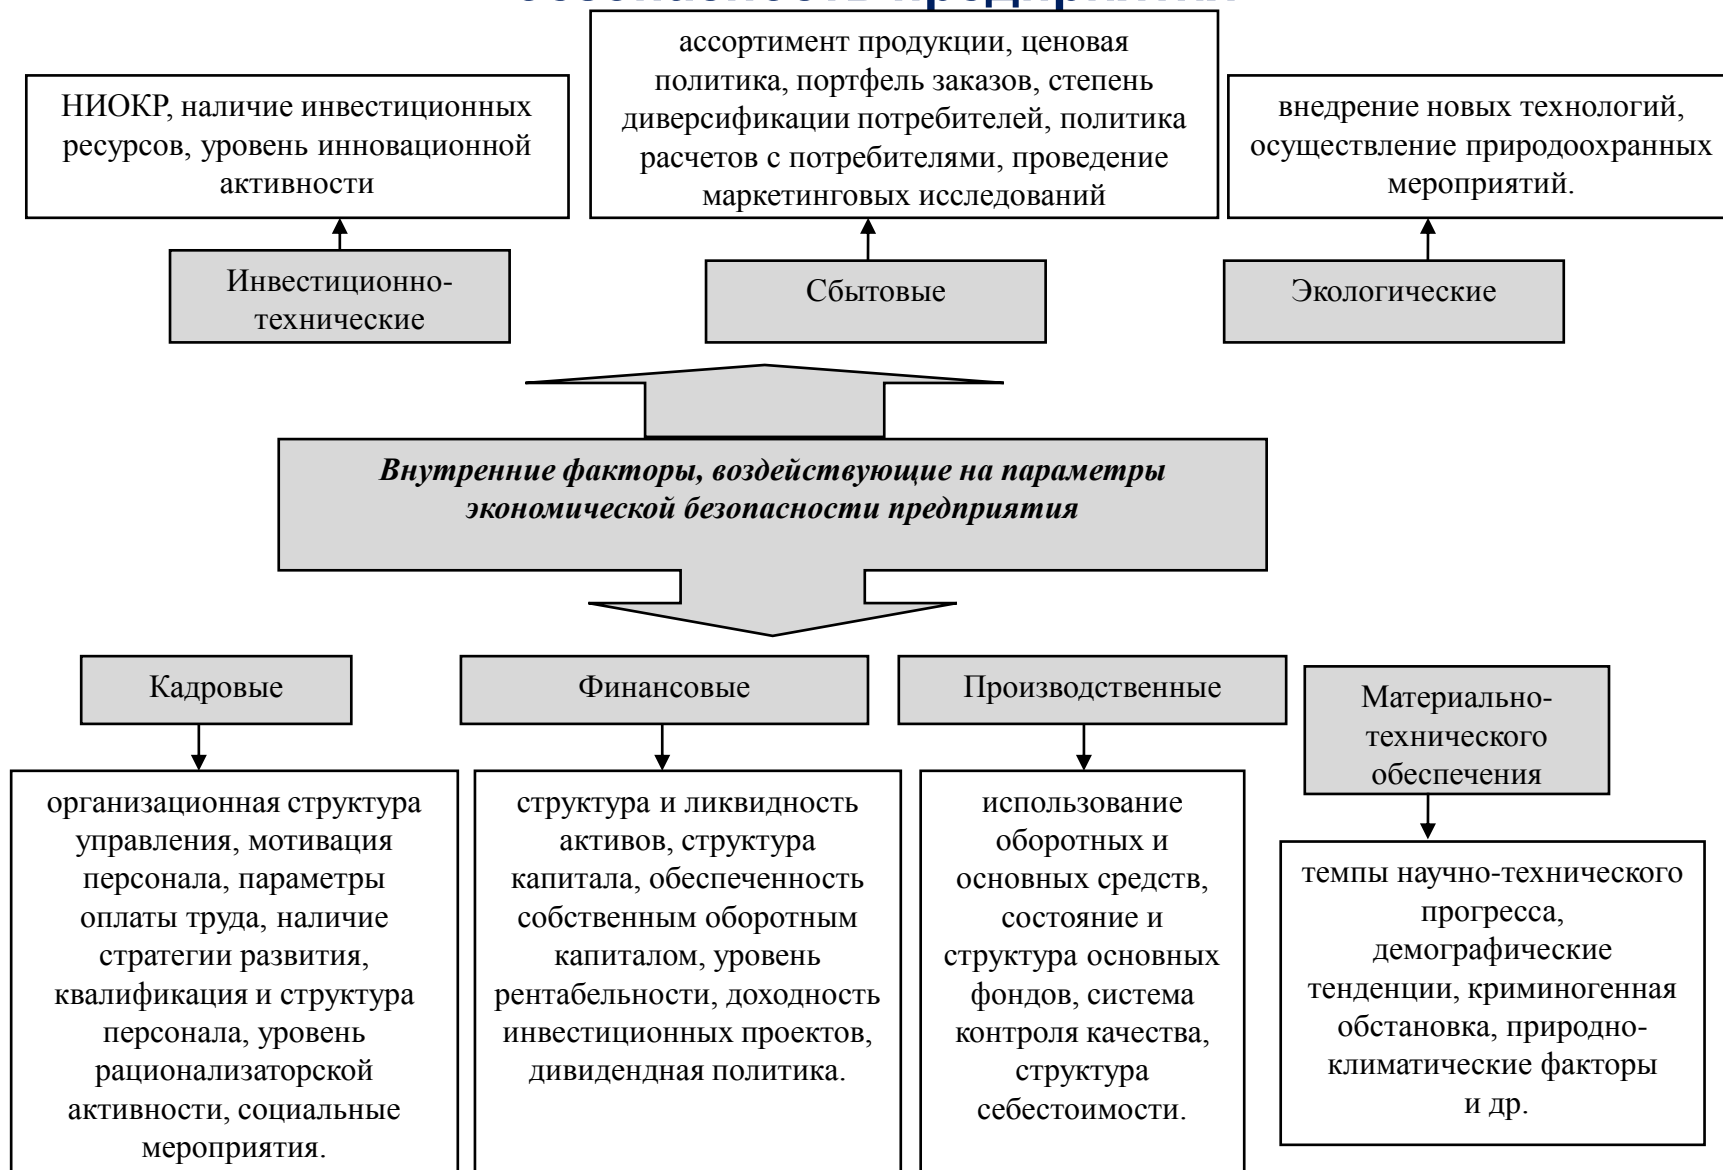 безопасность предприятия
ассортимент продукции, ценовая
политика, портфель заказов, степень
диверсификации потребителей, политика
расчетов с потребителями, проведение
маркетинговых исследований
НИОКР, наличие инвестиционных
ресурсов, уровень инновационной
активности
внедрение новых технологий,
осуществление природоохранных
мероприятий.
Инвестиционно-
технические
Сбытовые
Экологические
Внутренние факторы, воздействующие на параметры
экономической безопасности предприятия
Кадровые
Финансовые
Производственные
Материально-
технического
обеспечения
организационная структура
управления, мотивация
персонала, параметры
оплаты труда, наличие
стратегии развития,
квалификация и структура
персонала, уровень
рационализаторской
активности, социальные
мероприятия.
структура и ликвидность
активов, структура
капитала, обеспеченность
собственным оборотным
капиталом, уровень
рентабельности, доходность
инвестиционных проектов,
дивидендная политика.
использование
оборотных и
основных средств,
состояние и
структура основных
фондов, система
контроля качества,
структура
себестоимости.
темпы научно-технического
прогресса,
демографические
тенденции, криминогенная
обстановка, природно-
климатические факторы
и др.